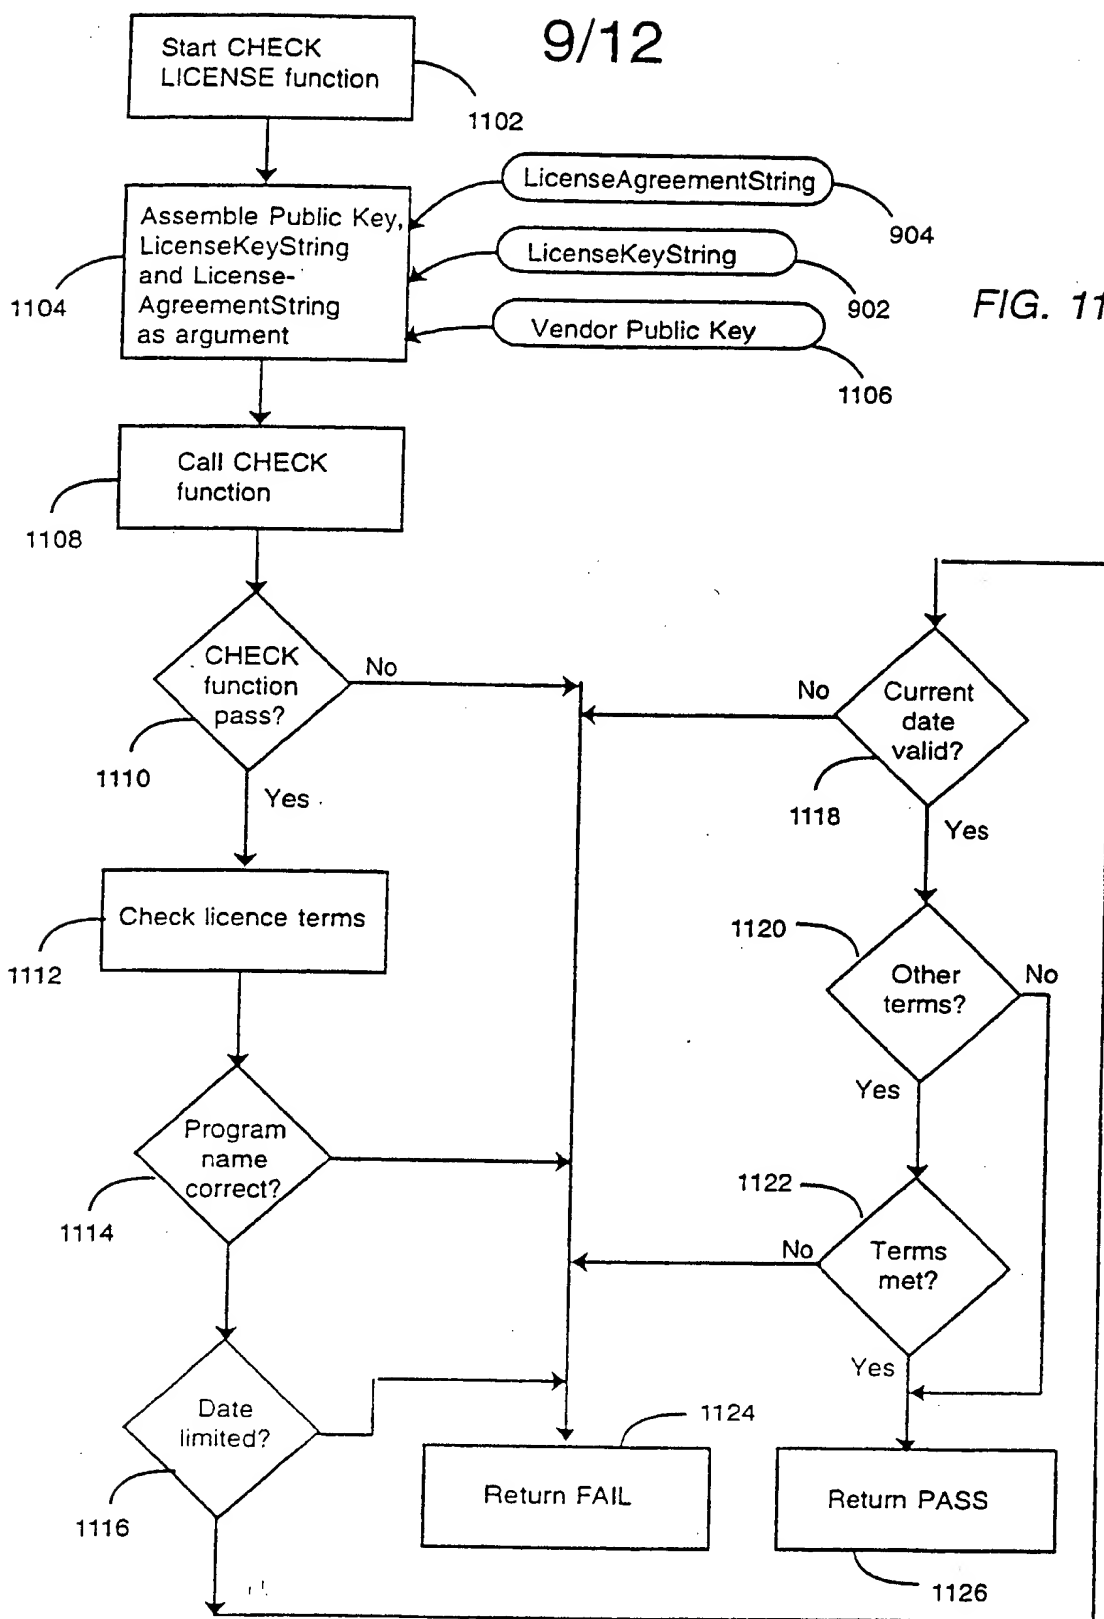 9/12
Start CHECK
LICENSE function
1102
LicenseAgreementString
904
Assemble Public Key,
LicenseKeyString
and License-
AgreementString
as argument
1104
LicenseKeyString
902
FIG. 11
Vendor Public Key
1106
Call CHECK
function
1108
CHECK
function
pass?
No
1110
Yes
Check licence terms
1112
Program
name
correct?
1114
Date
limited?
1116
Current
date
valid?
No
1118
Yes
1120
Other
terms?
No
Yes
1122
Terms
met?
No
Yes
1124
Return FAIL
Return PASS
1126